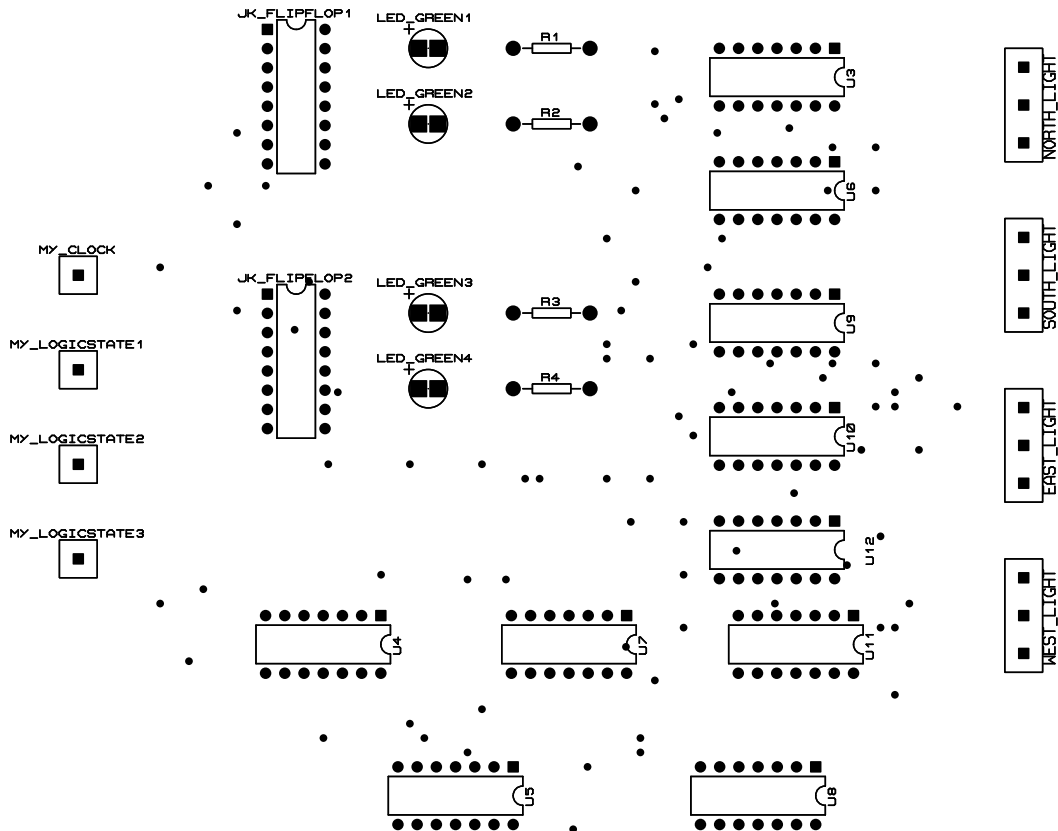 JK_FLIPFLOP1
LED_GREEN1
+
R1
U3
NORTH_LIGHT
LED_GREEN2
+
R2
U6
MY_CLOCK
SOUTH_LIGHT
JK_FLIPFLOP2
LED_GREEN3
+
R3
U9
MY_LOGICSTATE1
LED_GREEN4
+
R4
U10
EAST_LIGHT
MY_LOGICSTATE2
MY_LOGICSTATE3
U12
WEST_LIGHT
U4
U7
U11
U5
U8